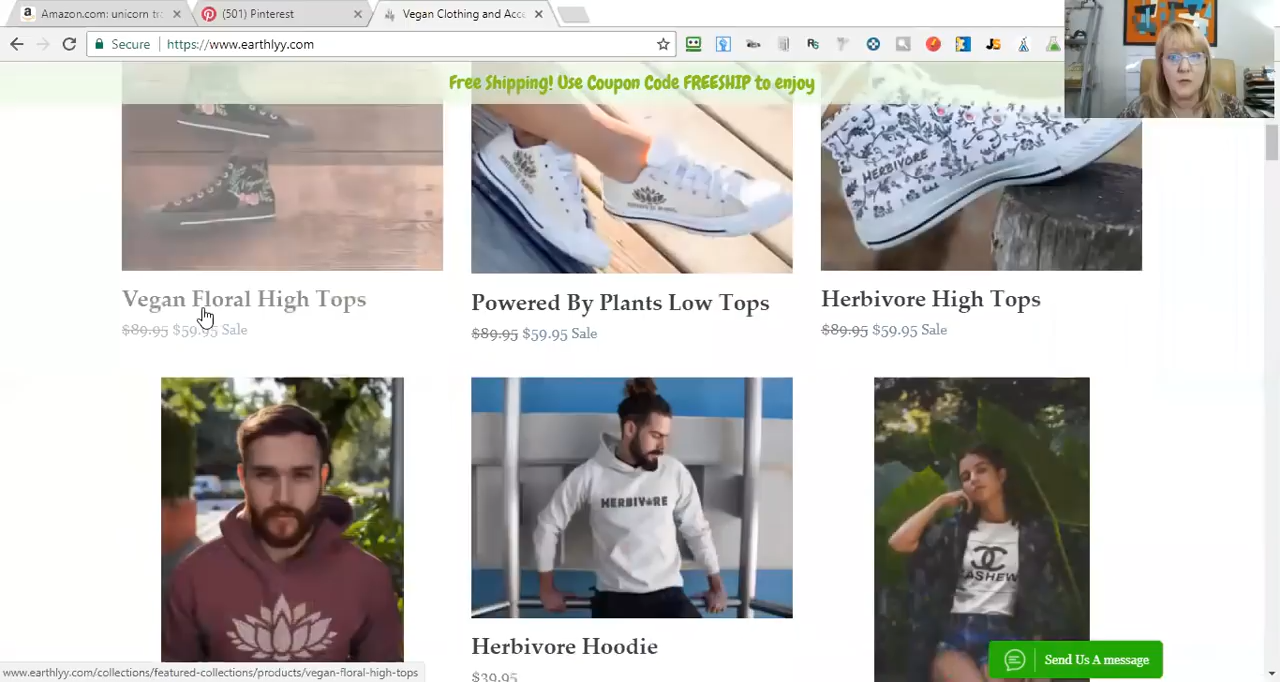 Amazon.com: unicorn tr
(501) Pinterest
Vegan Clothing and Acce
Secure
https://www.earthlyy.com
Free Shipping! Use Coupon Code FREESHIP to enjoy
HERBIVORE
Vegan Floral High Tops
$89.95 $59.95 Sale
Powered By Plants Low Tops
$89.95 $59.95 Sale
Herbivore High Tops
$89.95 $59.95 Sale
HERBIVORE
CASHEW
Herbivore Hoodie
$39.95
Send Us A message
www.earthlyy.com/collections/featured-collections/products/vegan-floral-high-tops